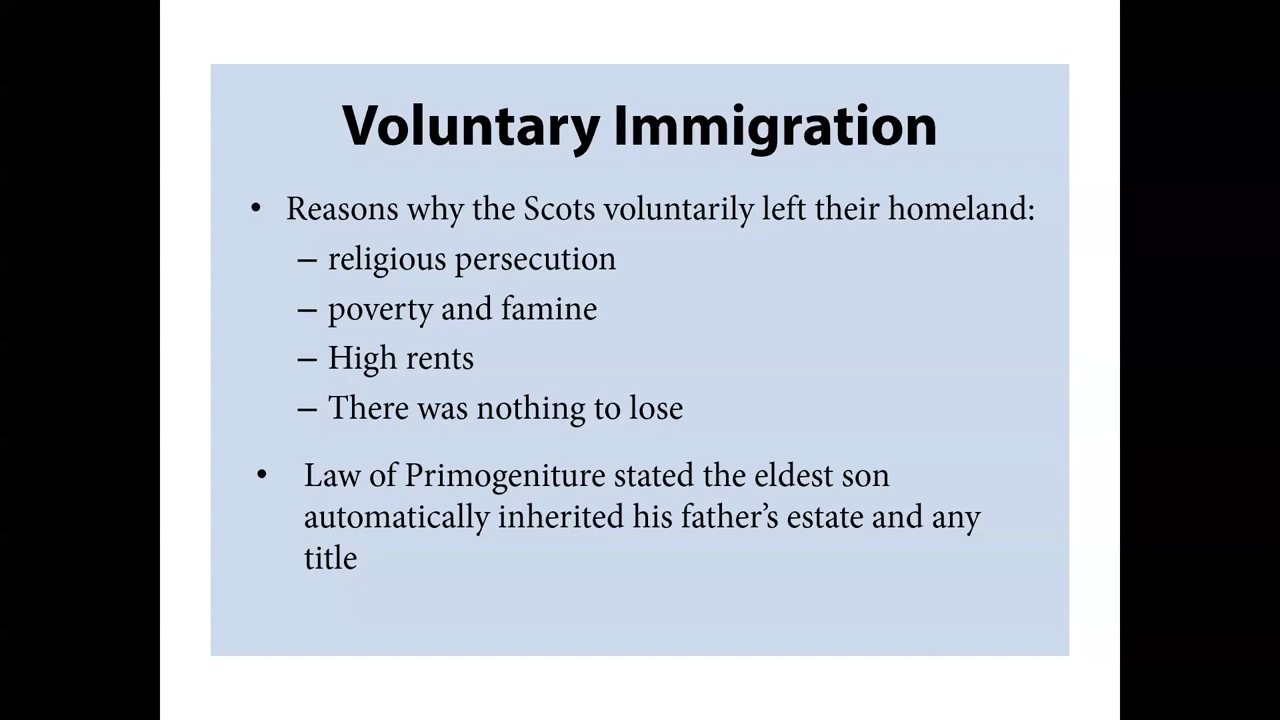 Voluntary Immigration
• Reasons why the Scots voluntarily left their homeland:
– religious persecution
– poverty and famine
– High rents
– There was nothing to lose
• Law of Primogeniture stated the eldest son
automatically inherited his father’s estate and any
title